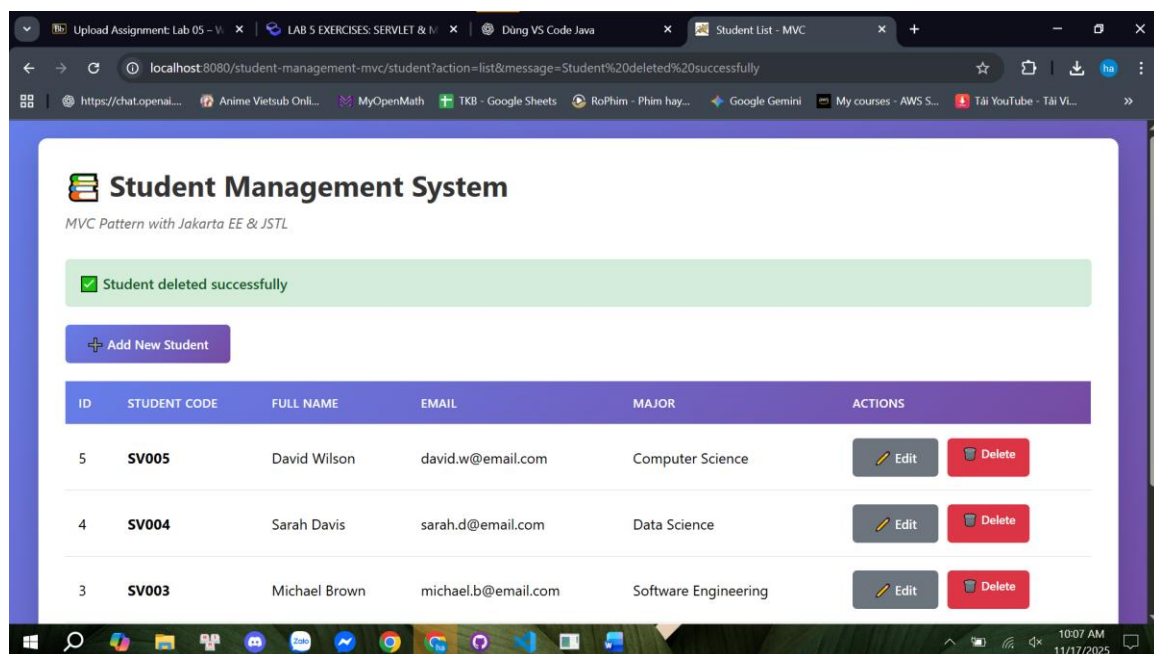 Upload Assignment: Lab 05 – V
LAB 5 EXERCISES: SERVLET & M
Dùng VS Code Java
Student List - MVC
localhost:8080/student-management-mvc/student?action=list&message=Student%20deleted%20successfully
ha
https://chat.openai....
Anime Vietsub Onli...
MyOpenMath
TKB - Google Sheets
RoPhim - Phim hay...
Google Gemini
My courses - AWS S...
Tải YouTube - Tải Vi...
Student Management System
MVC Pattern with Jakarta EE & JSTL
Student deleted successfully
Add New Student
ID STUDENT CODE FULL NAME EMAIL MAJOR ACTIONS
5 SV005 David Wilson david.w@email.com Computer Science Edit Delete
4 SV004 Sarah Davis sarah.d@email.com Data Science Edit Delete
3 SV003 Michael Brown michael.b@email.com Software Engineering Edit Delete
Zalo
10:07 AM
11/17/2025